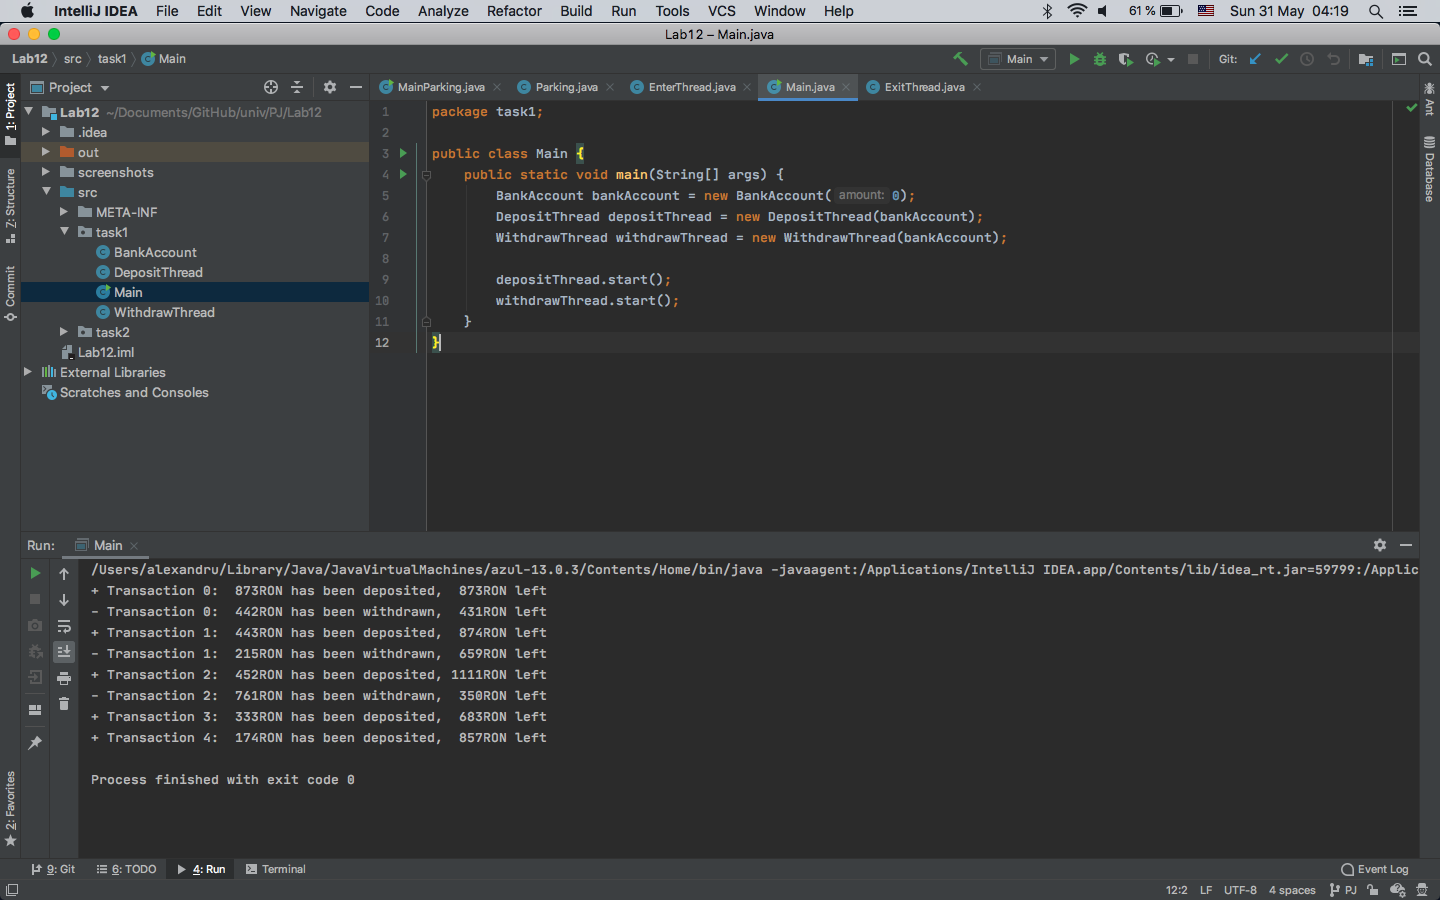 IntelliJ IDEA File Edit View Navigate Code Analyze Refactor Build Run Tools VCS Window Help 61 % Sun 31 May 04:19
Lab12 – Main.java
Lab12 src task1 Main Main Git:
1: Project
Z: Structure
Commit
2: Favorites
Project
Lab12 ~/Documents/GitHub/univ/PJ/Lab12
.idea
out
screenshots
src
META-INF
task1
BankAccount
DepositThread
Main
WithdrawThread
task2
Lab12.iml
External Libraries
Scratches and Consoles
MainParking.java Parking.java EnterThread.java Main.java ExitThread.java
1 package task1;
2
3 public class Main {
4 public static void main(String[] args) {
5 BankAccount bankAccount = new BankAccount( amount: 0);
6 DepositThread depositThread = new DepositThread(bankAccount);
7 WithdrawThread withdrawThread = new WithdrawThread(bankAccount);
8
9 depositThread.start();
10 withdrawThread.start();
11 }
12 }
Ant
Database
Run: Main
/Users/alexandru/Library/Java/JavaVirtualMachines/azul-13.0.3/Contents/Home/bin/java -javaagent:/Applications/IntelliJ IDEA.app/Contents/lib/idea_rt.jar=59799:/Applic
+ Transaction 0:  873RON has been deposited,  873RON left
- Transaction 0:  442RON has been withdrawn,  431RON left
+ Transaction 1:  443RON has been deposited,  874RON left
- Transaction 1:  215RON has been withdrawn,  659RON left
+ Transaction 2:  452RON has been deposited, 1111RON left
- Transaction 2:  761RON has been withdrawn,  350RON left
+ Transaction 3:  333RON has been deposited,  683RON left
+ Transaction 4:  174RON has been deposited,  857RON left
Process finished with exit code 0
9: Git 6: TODO 4: Run Terminal Event Log
12:2 LF UTF-8 4 spaces PJ